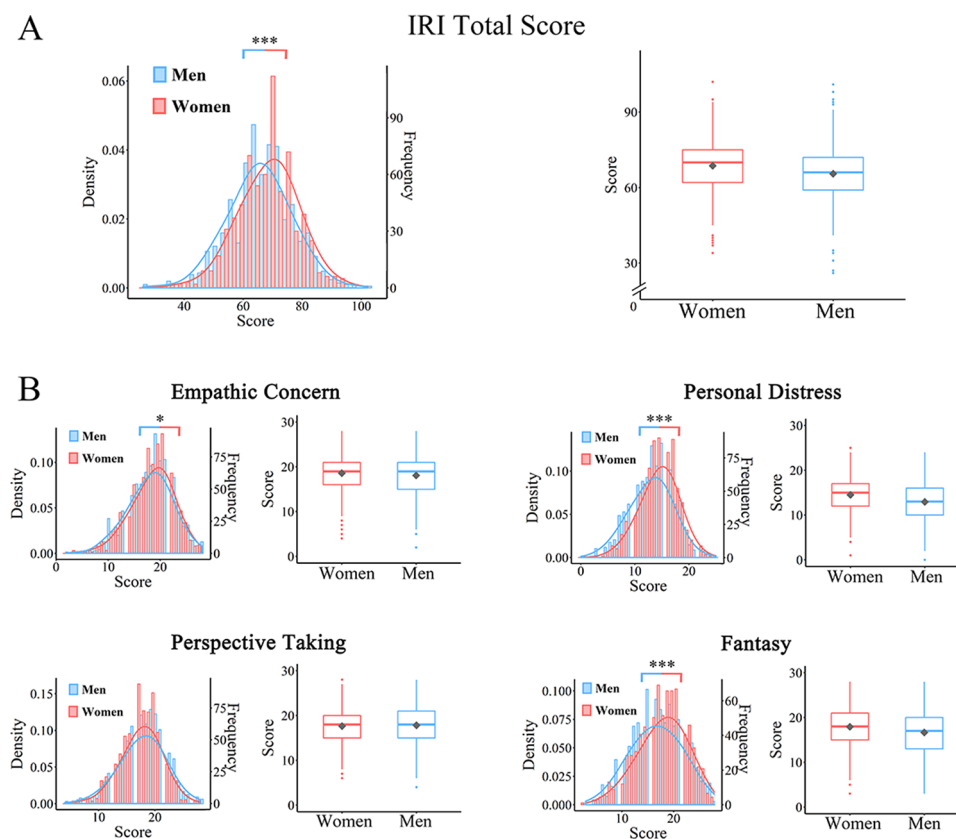 A
IRI Total Score
***
Men
Women
0.06
0.04
0.02
0.00
Density
90
60
30
0
Frequency
40 60 80 100
Score
90
60
30
0
Score
Women Men
B
Empathic Concern
*
Men
Women
0.10
0.05
0.00
Density
75
50
25
0
Frequency
0 10 20
Score
30
20
10
0
Score
Women Men
Personal Distress
***
Men
Women
0.15
0.10
0.05
0.00
Density
75
50
25
0
Frequency
0 10 20
Score
30
20
10
0
Score
Women Men
Perspective Taking
Men
Women
0.15
0.10
0.05
0.00
Density
75
50
25
0
Frequency
10 20
Score
30
20
10
0
Score
Women Men
Fantasy
***
Men
Women
0.100
0.075
0.050
0.025
0.000
Density
60
40
20
0
Frequency
10 20
Score
30
20
10
0
Score
Women Men